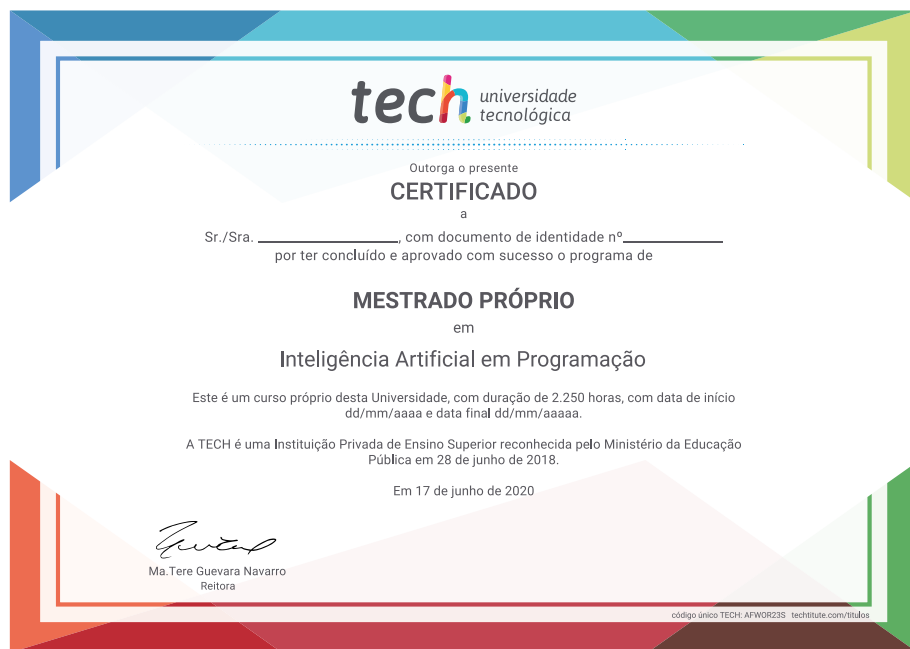 tech universidade
tecnológica
Outorga o presente
CERTIFICADO
a
Sr./Sra. ____________________, com documento de identidade nº______________
por ter concluído e aprovado com sucesso o programa de
MESTRADO PRÓPRIO
em
Inteligência Artificial em Programação
Este é um curso próprio desta Universidade, com duração de 2.250 horas, com data de início
dd/mm/aaaa e data final dd/mm/aaaaa.
A TECH é uma Instituição Privada de Ensino Superior reconhecida pelo Ministério da Educação
Pública em 28 de junho de 2018.
Em 17 de junho de 2020
Ma.Tere Guevara Navarro
Reitora
código único TECH: AFWOR23S techtitute.com/titulos